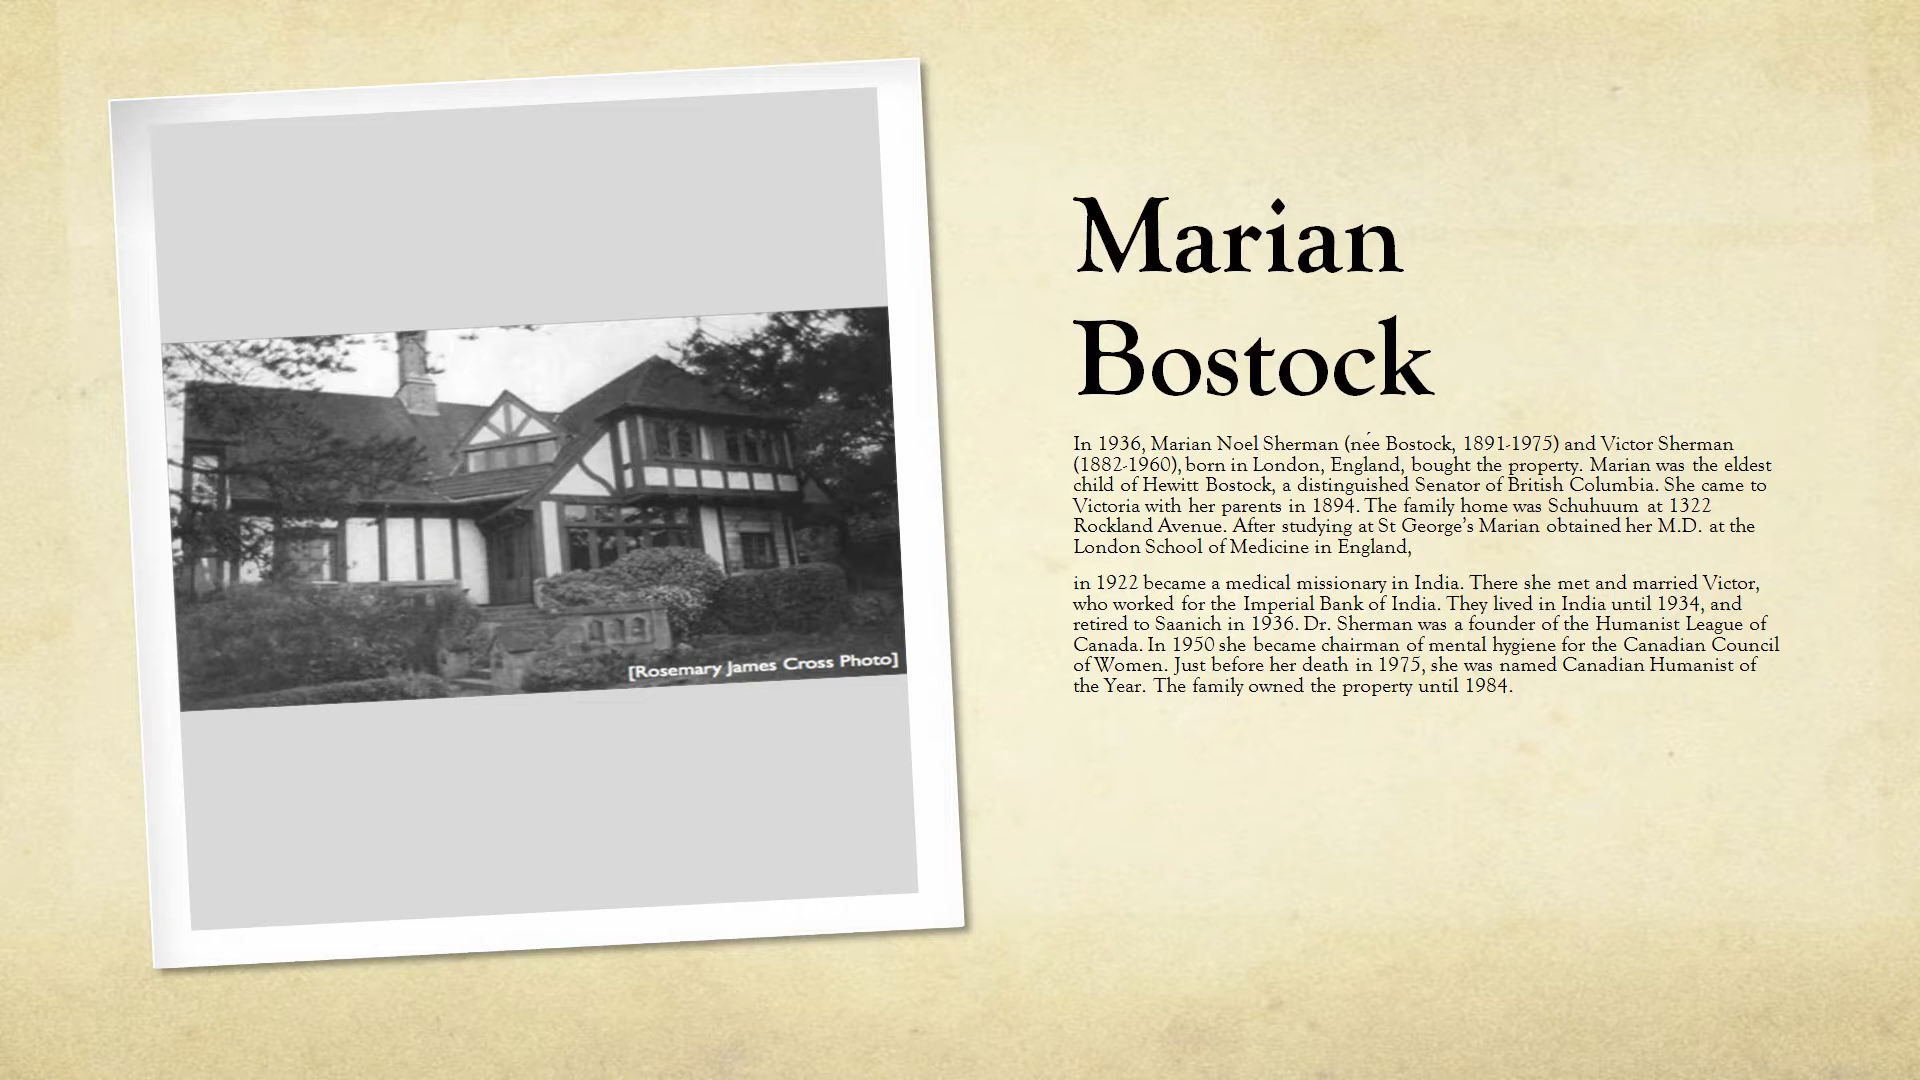 Marian
Bostock
In 1936, Marian Noel Sherman (née Bostock, 1891-1975) and Victor Sherman
(1882-1960), born in London, England, bought the property. Marian was the eldest
child of Hewitt Bostock, a distinguished Senator of British Columbia. She came to
Victoria with her parents in 1894. The family home was Schuhuum at 1322
Rockland Avenue. After studying at St George's Marian obtained her M.D. at the
London School of Medicine in England,
in 1922 became a medical missionary in India. There she met and married Victor,
who worked for the Imperial Bank of India. They lived in India until 1934, and
retired to Saanich in 1936. Dr. Sherman was a founder of the Humanist League of
Canada. In 1950 she became chairman of mental hygiene for the Canadian Council
of Women. Just before her death in 1975, she was named Canadian Humanist of
the Year. The family owned the property until 1984.
[Rosemary James Cross Photo]